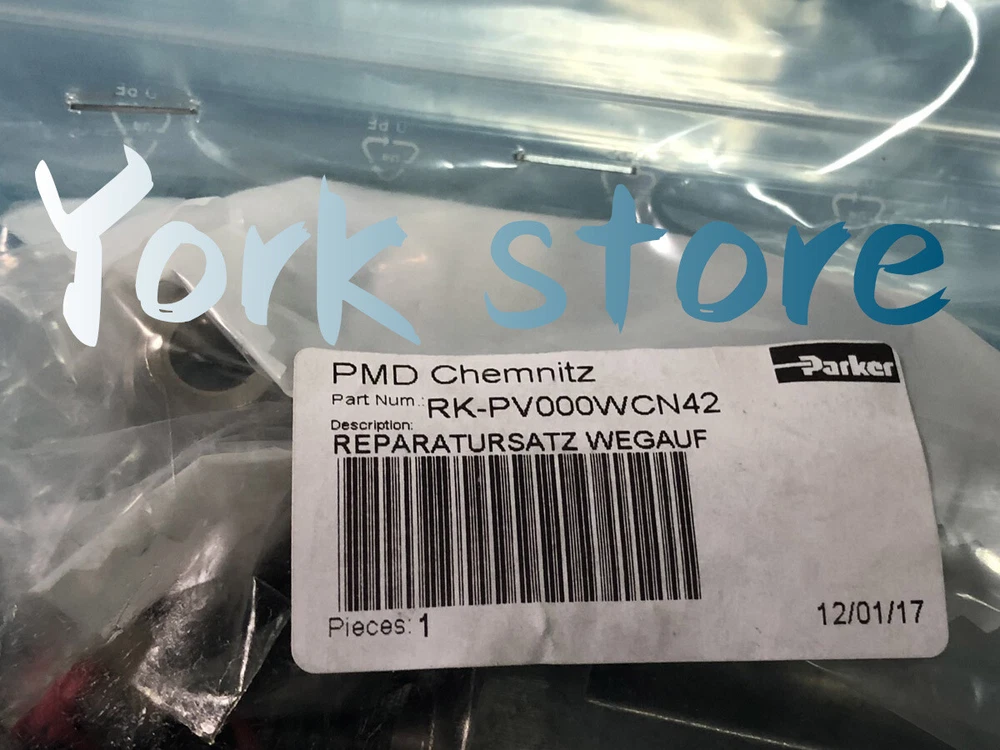 York store
PMD Chemnitz
Parker
Part Num.: RK-PV000WCN42
Description:
REPARATURSATZ WEGAUF
Pieces: 1
12/01/17